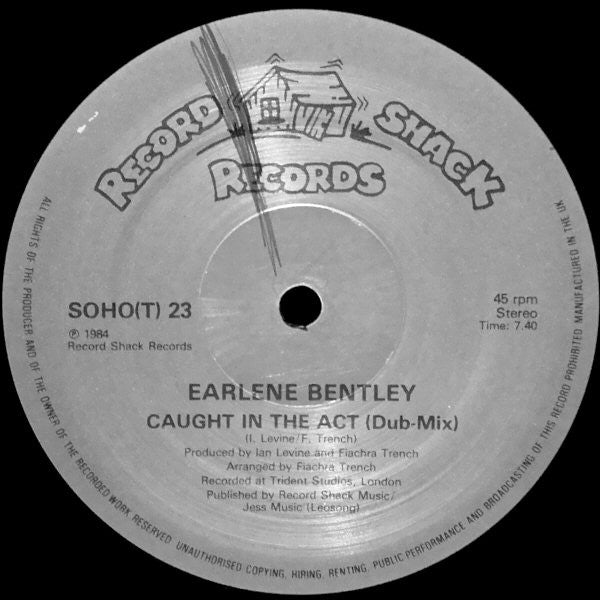 RECORD SHACK
RECORDS
SOHO(T) 23
℗ 1984
Record Shack Records
45 rpm
Stereo
Time: 7.40
EARLENE BENTLEY
CAUGHT IN THE ACT (Dub-Mix)
(I. Levine/F. Trench)
Produced by Ian Levine and Fiachra Trench
Arranged by Fiachra Trench
Recorded at Trident Studios, London
Published by Record Shack Music/
Jess Music (Leosong)
ALL RIGHTS OF THE PRODUCER AND OF THE OWNER OF THE RECORDED WORK RESERVED. UNAUTHORISED COPYING, HIRING, RENTING, PUBLIC PERFORMANCE AND BROADCASTING OF THIS RECORD PROHIBITED MANUFACTURED IN THE UK.